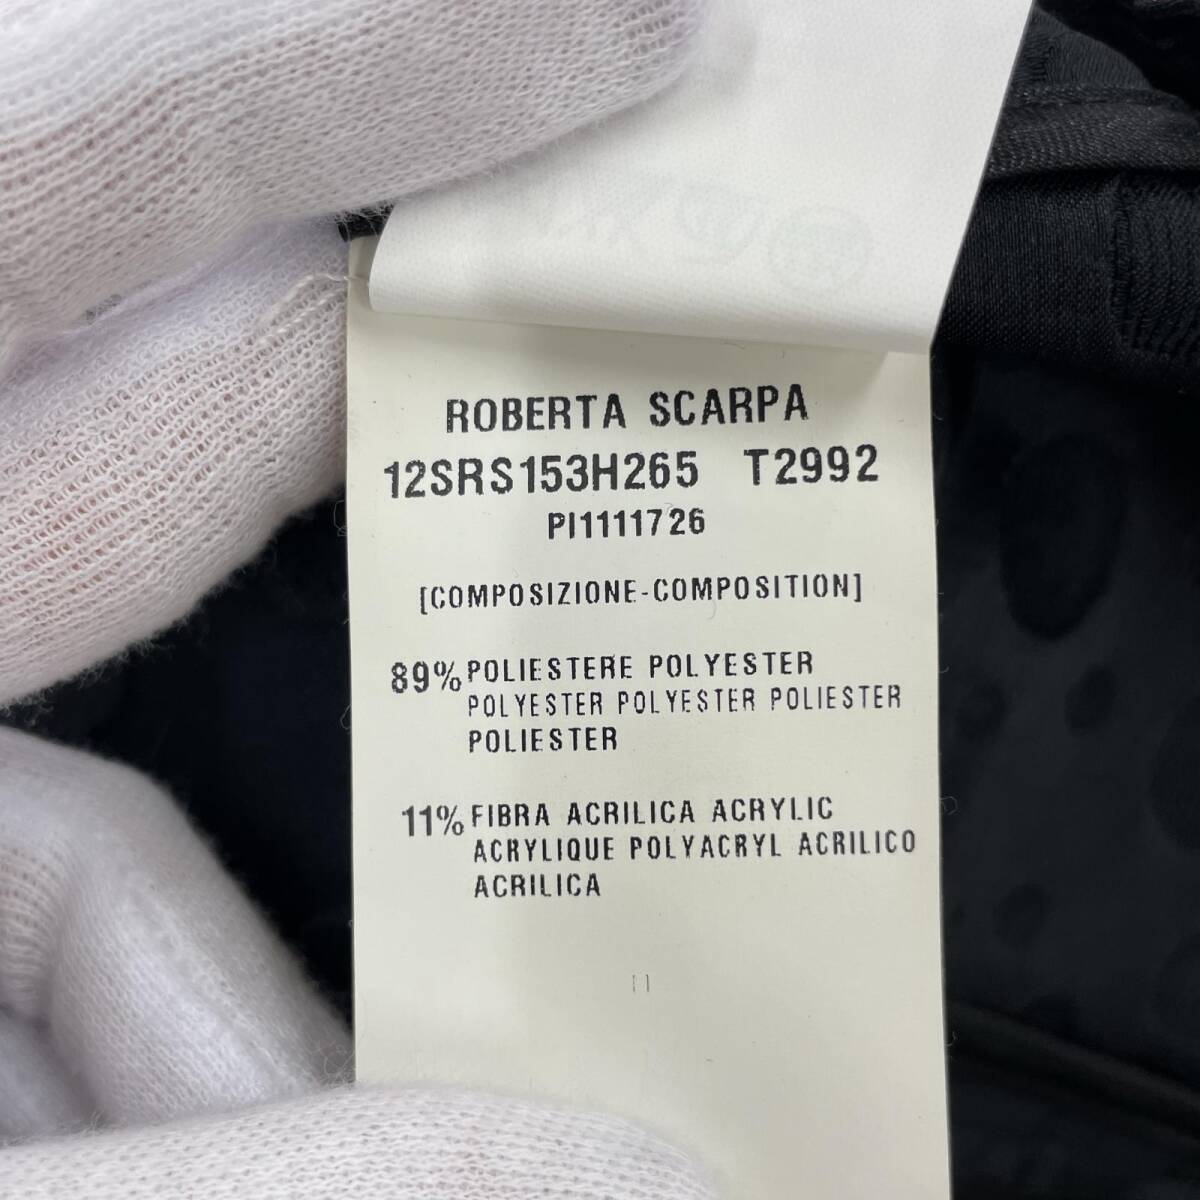 ROBERTA SCARPA
12SRS153H265 T2992
PI1111726
[COMPOSIZIONE-COMPOSITION]
89% POLIESTERE POLYESTER
POLYESTER POLYESTER POLIESTER
POLIESTER
11% FIBRA ACRILICA ACRYLIC
ACRYLIQUE POLYACRYL ACRILICO
ACRILICA